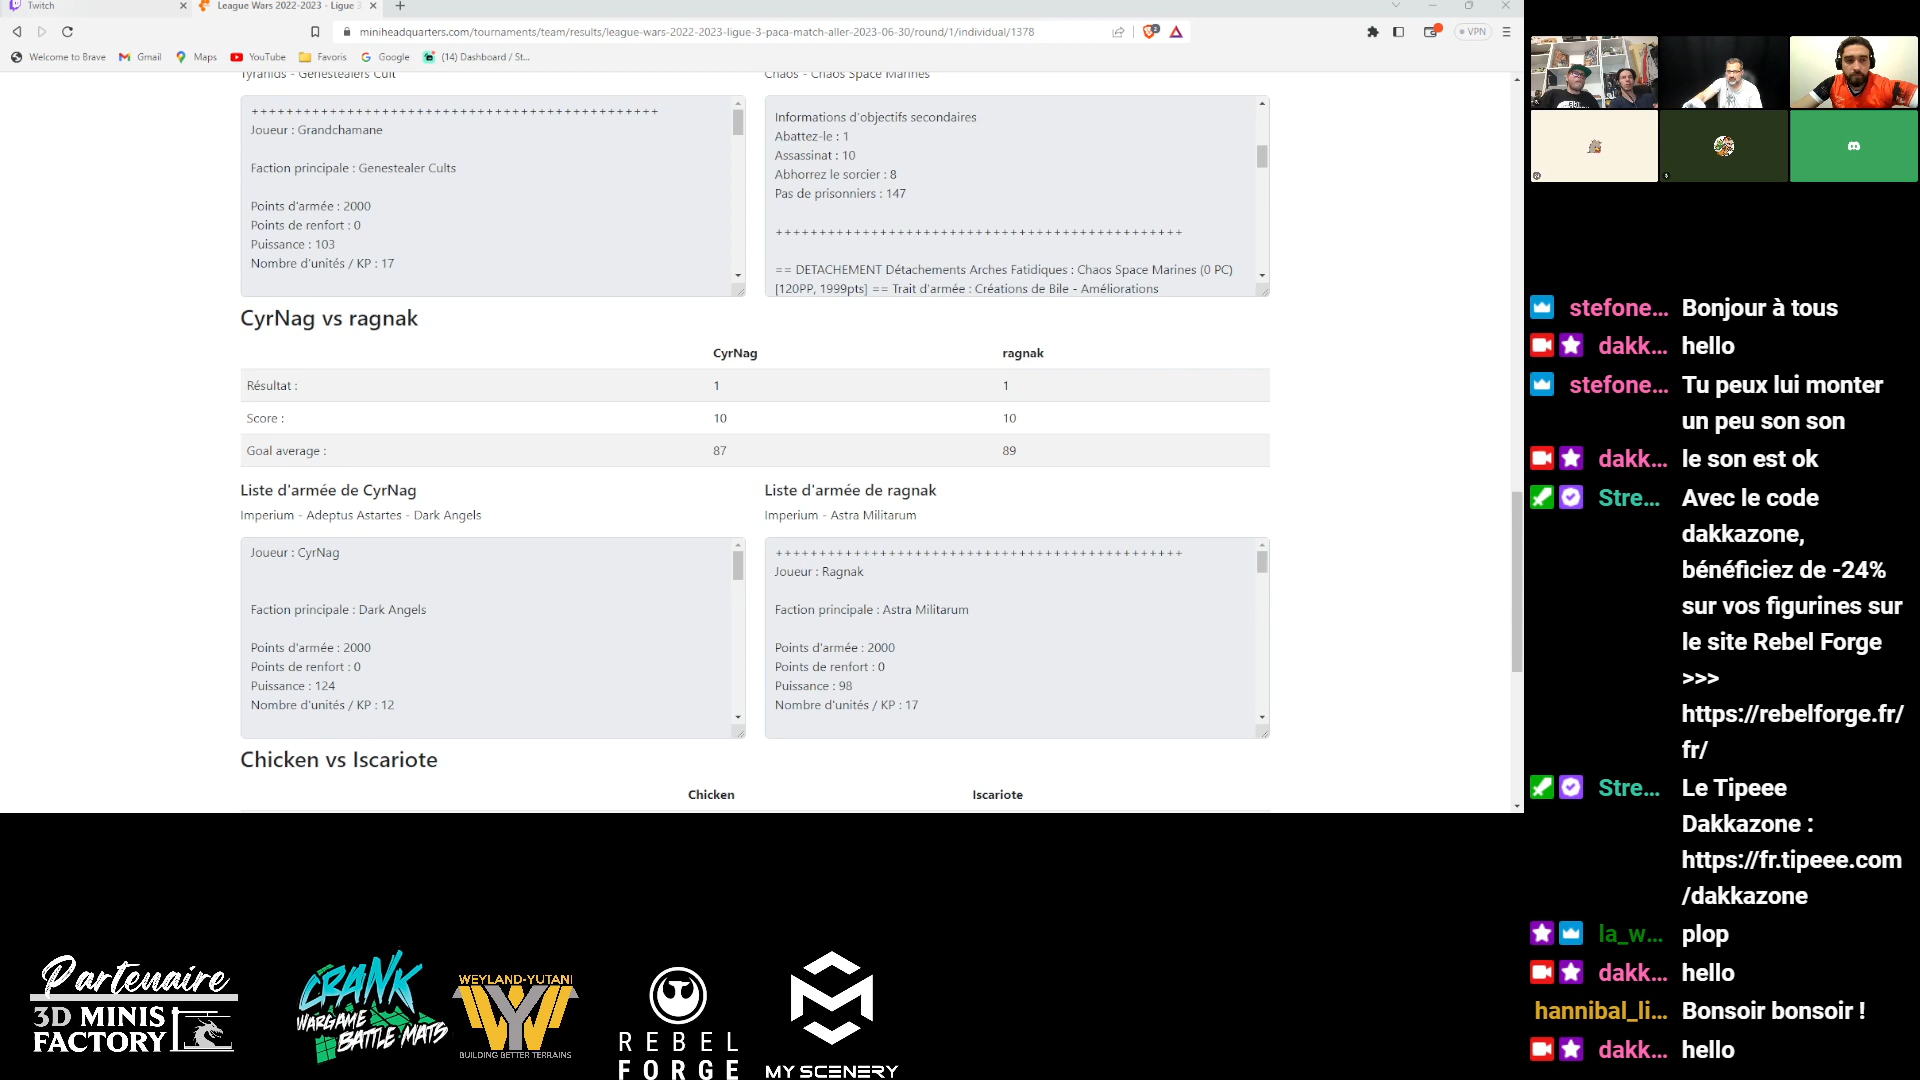 Twitch
League Wars 2022-2023 - Ligue 3
miniheadquarters.com/tournaments/team/results/league-wars-2022-2023-ligue-3-paca-match-aller-2023-06-30/round/1/individual/1378
VPN
Welcome to Brave
Gmail
Maps
YouTube
Favoris
Google
(14) Dashboard / St...
Tyranids - Genestealers Cult
Chaos - Chaos Space Marines
+++++++++++++++++++++++++++++++++++++++++++++++
Joueur : Grandchamane
Faction principale : Genestealer Cults
Points d'armée : 2000
Points de renfort : 0
Puissance : 103
Nombre d'unités / KP : 17
Informations d'objectifs secondaires
Abattez-le : 1
Assassinat : 10
Abhorrez le sorcier : 8
Pas de prisonniers : 147
+++++++++++++++++++++++++++++++++++++++++++++++
== DETACHEMENT Détachements Arches Fatidiques : Chaos Space Marines (0 PC)
[120PP, 1999pts] == Trait d'armée : Créations de Bile - Améliorations
CyrNag vs ragnak
CyrNag ragnak
Résultat : 1 1
Score : 10 10
Goal average : 87 89
Liste d'armée de CyrNag
Imperium - Adeptus Astartes - Dark Angels
Joueur : CyrNag
Faction principale : Dark Angels
Points d'armée : 2000
Points de renfort : 0
Puissance : 124
Nombre d'unités / KP : 12
Liste d'armée de ragnak
Imperium - Astra Militarum
+++++++++++++++++++++++++++++++++++++++++++++++
Joueur : Ragnak
Faction principale : Astra Militarum
Points d'armée : 2000
Points de renfort : 0
Puissance : 98
Nombre d'unités / KP : 17
Chicken vs Iscariote
Chicken Iscariote
stefone... Bonjour à tous
dakk... hello
stefone... Tu peux lui monter
un peu son son
dakk... le son est ok
Stre... Avec le code
dakkazone,
bénéficiez de -24%
sur vos figurines sur
le site Rebel Forge
>>>
https://rebelforge.fr/
fr/
Stre... Le Tipeee
Dakkazone :
https://fr.tipeee.com
/dakkazone
la_w... plop
dakk... hello
hannibal_li... Bonsoir bonsoir !
dakk... hello
Partenaire
3D MINIS
FACTORY
CRANK
WARGAME
BATTLE MATS
WEYLAND-YUTANI
BUILDING BETTER TERRAINS
REBEL
FORGE
MY SCENERY